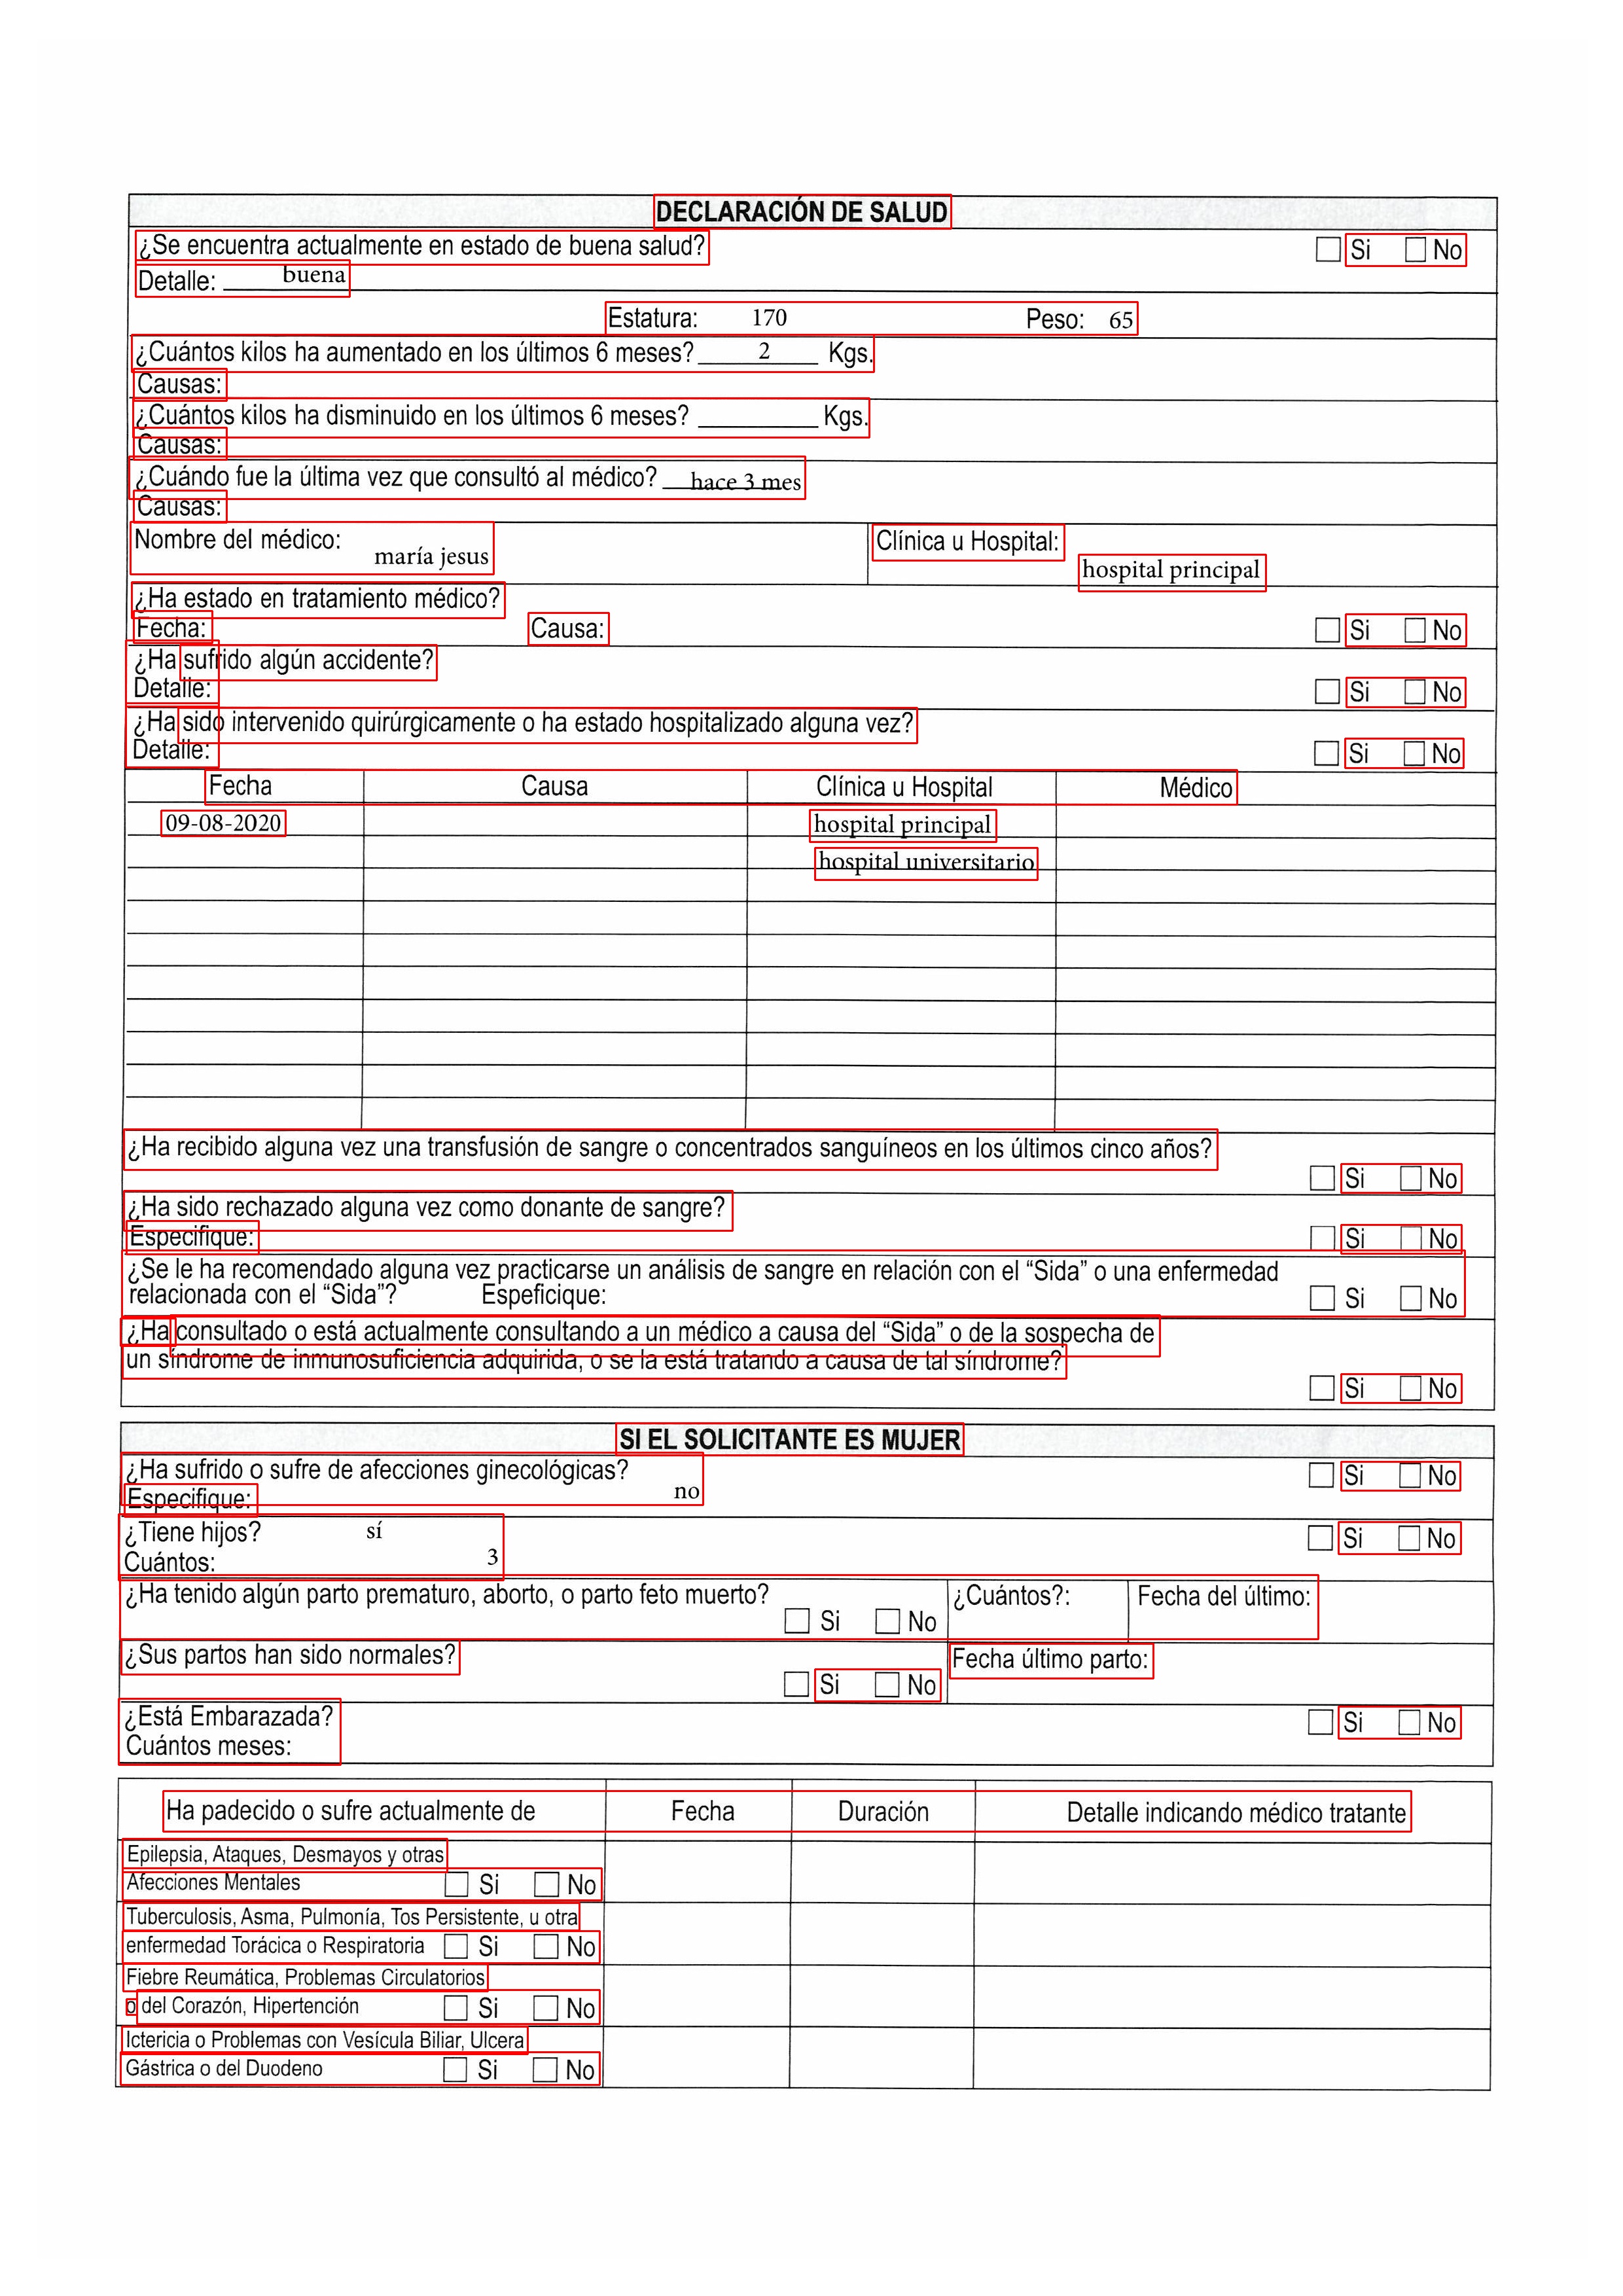 DECLARACIÓN DE SALUD
¿Se encuentra actualmente en estado de buena salud? Si No
Detalle: buena
Estatura: 170 Peso: 65
¿Cuántos kilos ha aumentado en los últimos 6 meses? 2 Kgs.
Causas:
¿Cuántos kilos ha disminuido en los últimos 6 meses? Kgs.
Causas:
¿Cuándo fue la última vez que consultó al médico? hace 3 mes
Causas:
Nombre del médico: maría jesus Clínica u Hospital:
hospital principal
¿Ha estado en tratamiento médico?
Fecha: Causa: Si No
¿Ha sufrido algún accidente?
Detalle: Si No
¿Ha sido intervenido quirúrgicamente o ha estado hospitalizado alguna vez?
Detalle: Si No
Fecha Causa Clínica u Hospital Médico
09-08-2020 hospital principal
hospital universitario
¿Ha recibido alguna vez una transfusión de sangre o concentrados sanguíneos en los últimos cinco años?
Si No
¿Ha sido rechazado alguna vez como donante de sangre?
Especifique: Si No
¿Se le ha recomendado alguna vez practicarse un análisis de sangre en relación con el “Sida” o una enfermedad
relacionada con el “Sida”? Espeficique: Si No
¿Ha consultado o está actualmente consultando a un médico a causa del “Sida” o de la sospecha de
un síndrome de inmunosuficiencia adquirida, o se la está tratando a causa de tal síndrome?
Si No
SI EL SOLICITANTE ES MUJER
¿Ha sufrido o sufre de afecciones ginecológicas? Si No
Especifique: no
¿Tiene hijos? sí Si No
Cuántos: 3
¿Ha tenido algún parto prematuro, aborto, o parto feto muerto? ¿Cuántos?: Fecha del último:
Si No
¿Sus partos han sido normales? Fecha último parto:
Si No
¿Está Embarazada? Si No
Cuántos meses:
Ha padecido o sufre actualmente de Fecha Duración Detalle indicando médico tratante
Epilepsia, Ataques, Desmayos y otras
Afecciones Mentales Si No
Tuberculosis, Asma, Pulmonía, Tos Persistente, u otra
enfermedad Torácica o Respiratoria Si No
Fiebre Reumática, Problemas Circulatorios
o del Corazón, Hipertención Si No
Ictericia o Problemas con Vesícula Biliar, Ulcera
Gástrica o del Duodeno Si No